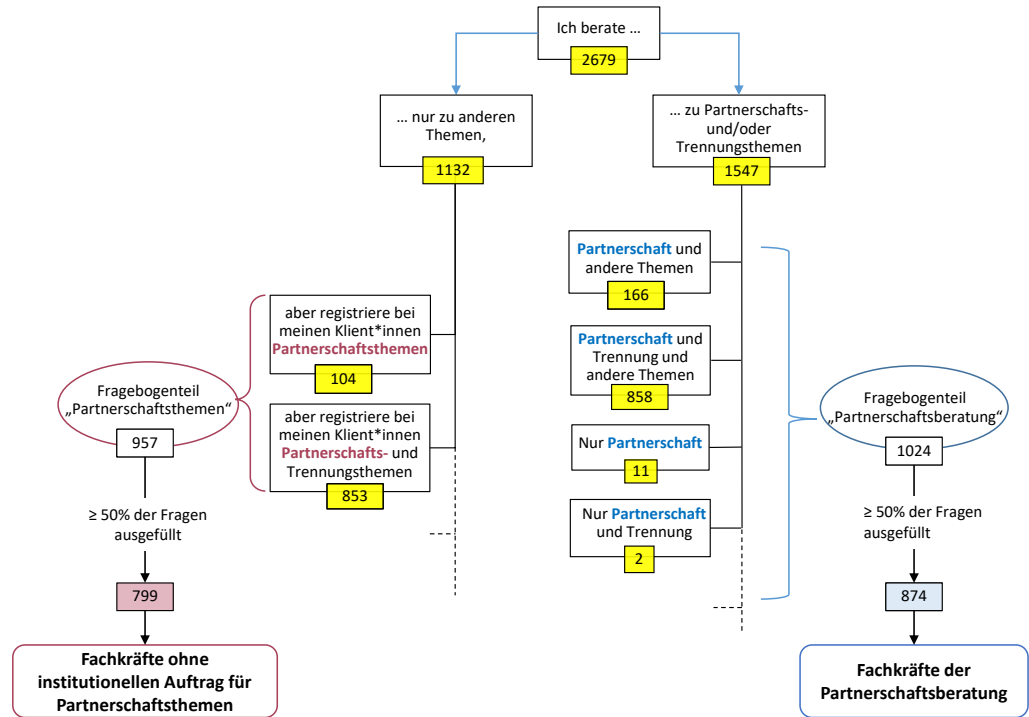 Ich berate …
2679
… nur zu anderen
Themen,
1132
… zu Partnerschafts-
und/oder
Trennungsthemen
1547
aber registriere bei
meinen Klient*innen
Partnerschaftsthemen
104
aber registriere bei
meinen Klient*innen
Partnerschafts- und
Trennungsthemen
853
Fragebogenteil
„Partnerschaftsthemen“
957
≥ 50% der Fragen
ausgefüllt
799
Fachkräfte ohne
institutionellen Auftrag für
Partnerschaftsthemen
Partnerschaft und
andere Themen
166
Partnerschaft und
Trennung und
andere Themen
858
Nur Partnerschaft
11
Nur Partnerschaft
und Trennung
2
Fragebogenteil
„Partnerschaftsberatung“
1024
≥ 50% der Fragen
ausgefüllt
874
Fachkräfte der
Partnerschaftsberatung